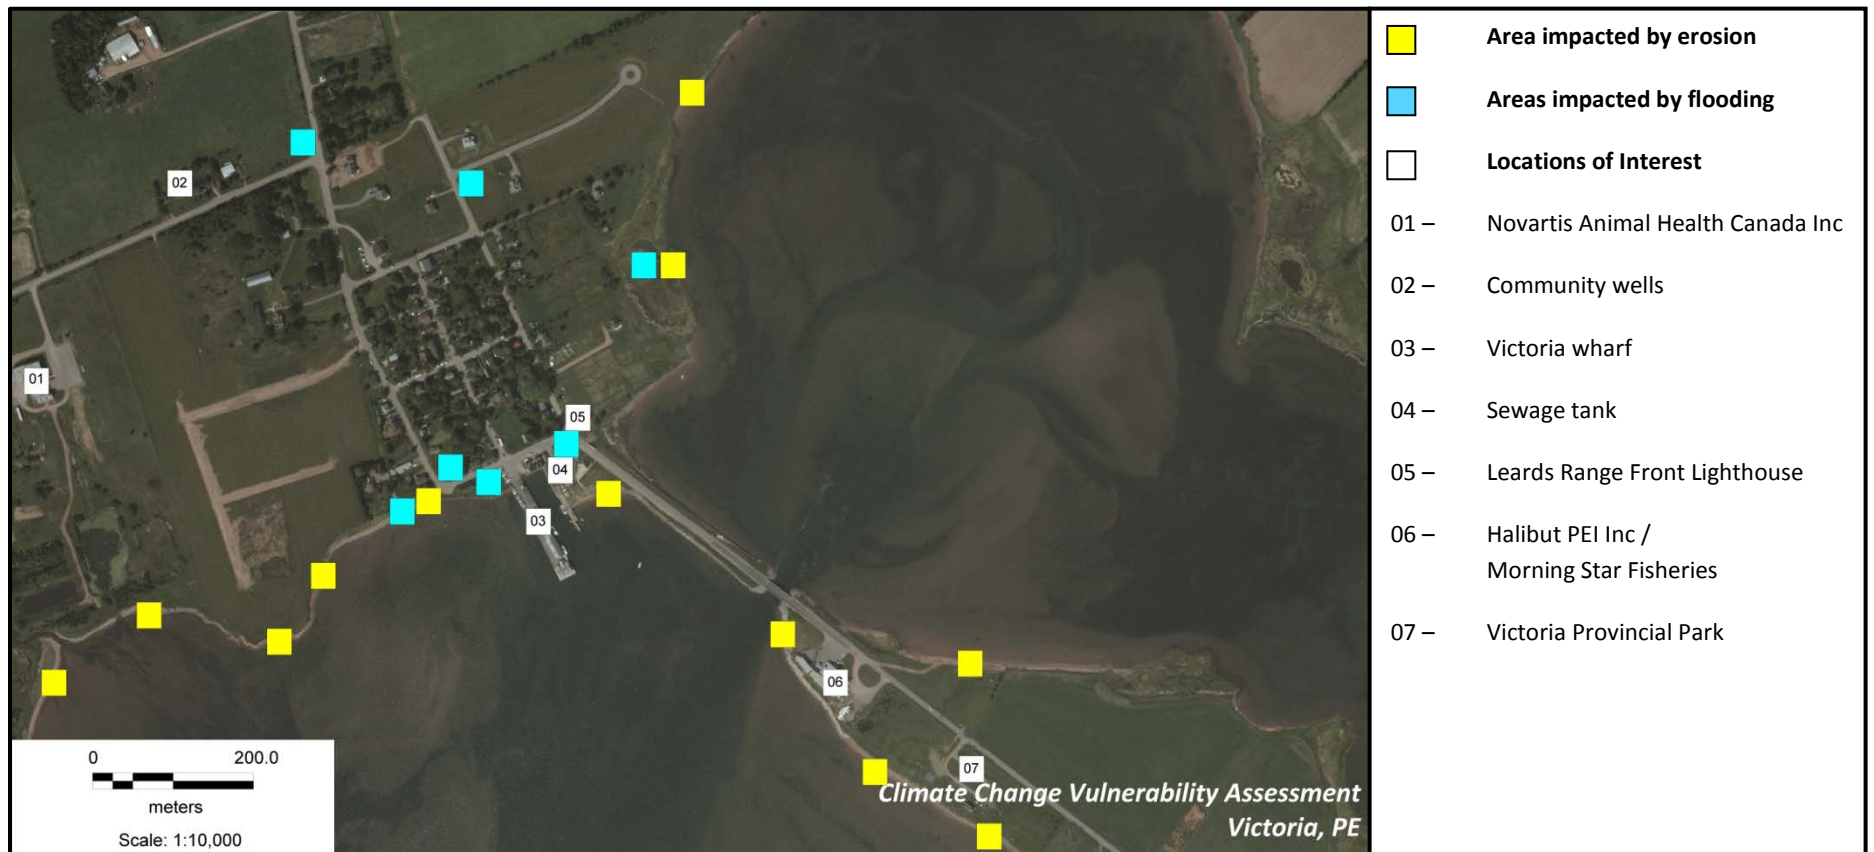 02
01
05
04
03
06
07
0 200.0
meters
Scale: 1:10,000
Climate Change Vulnerability Assessment
Victoria, PE
Area impacted by erosion
Areas impacted by flooding
Locations of Interest
01 – Novartis Animal Health Canada Inc
02 – Community wells
03 – Victoria wharf
04 – Sewage tank
05 – Leards Range Front Lighthouse
06 – Halibut PEI Inc /
Morning Star Fisheries
07 – Victoria Provincial Park